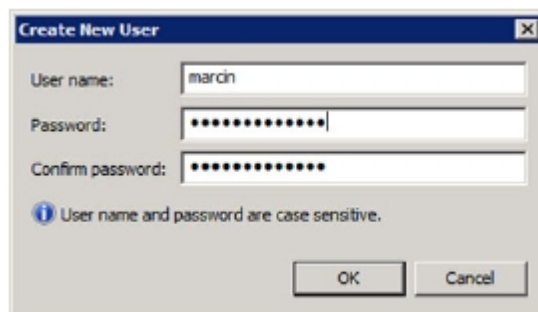 Create New User
User name: marcin
Password: •••••••••••••
Confirm password: •••••••••••••
User name and password are case sensitive.
OK Cancel